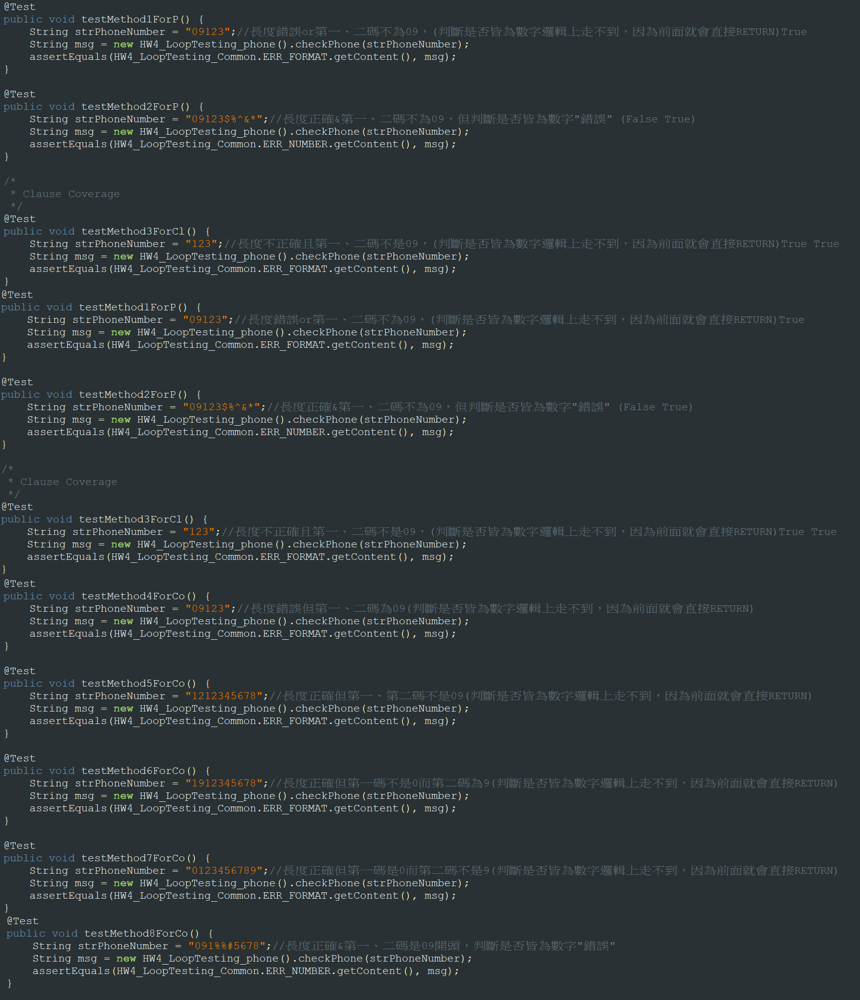 @Test
public void testMethod1ForP() {
    String strPhoneNumber = "09123";//長度錯誤or第一、二碼不為09，(判斷是否皆為數字邏輯上走不到，因為前面就會直接RETURN)True
    String msg = new HW4_LoopTesting_phone().checkPhone(strPhoneNumber);
    assertEquals(HW4_LoopTesting_Common.ERR_FORMAT.getContent(), msg);
}
@Test
public void testMethod2ForP() {
    String strPhoneNumber = "09123$%^&*";//長度正確&第一、二碼不為09，但判斷是否皆為數字"錯誤" (False True)
    String msg = new HW4_LoopTesting_phone().checkPhone(strPhoneNumber);
    assertEquals(HW4_LoopTesting_Common.ERR_NUMBER.getContent(), msg);
}
/*
 * Clause Coverage
 */
@Test
public void testMethod3ForCl() {
    String strPhoneNumber = "123";//長度不正確且第一、二碼不是09，(判斷是否皆為數字邏輯上走不到，因為前面就會直接RETURN)True True
    String msg = new HW4_LoopTesting_phone().checkPhone(strPhoneNumber);
    assertEquals(HW4_LoopTesting_Common.ERR_FORMAT.getContent(), msg);
}
@Test
public void testMethod1ForP() {
    String strPhoneNumber = "09123";//長度錯誤or第一、二碼不為09，(判斷是否皆為數字邏輯上走不到，因為前面就會直接RETURN)True
    String msg = new HW4_LoopTesting_phone().checkPhone(strPhoneNumber);
    assertEquals(HW4_LoopTesting_Common.ERR_FORMAT.getContent(), msg);
}
@Test
public void testMethod2ForP() {
    String strPhoneNumber = "09123$%^&*";//長度正確&第一、二碼不為09，但判斷是否皆為數字"錯誤" (False True)
    String msg = new HW4_LoopTesting_phone().checkPhone(strPhoneNumber);
    assertEquals(HW4_LoopTesting_Common.ERR_NUMBER.getContent(), msg);
}
/*
 * Clause Coverage
 */
@Test
public void testMethod3ForCl() {
    String strPhoneNumber = "123";//長度不正確且第一、二碼不是09，(判斷是否皆為數字邏輯上走不到，因為前面就會直接RETURN)True True
    String msg = new HW4_LoopTesting_phone().checkPhone(strPhoneNumber);
    assertEquals(HW4_LoopTesting_Common.ERR_FORMAT.getContent(), msg);
}
@Test
public void testMethod4ForCo() {
    String strPhoneNumber = "09123";//長度錯誤但第一、二碼為09(判斷是否皆為數字邏輯上走不到，因為前面就會直接RETURN)
    String msg = new HW4_LoopTesting_phone().checkPhone(strPhoneNumber);
    assertEquals(HW4_LoopTesting_Common.ERR_FORMAT.getContent(), msg);
}
@Test
public void testMethod5ForCo() {
    String strPhoneNumber = "1212345678";//長度正確但第一、第二碼不是09(判斷是否皆為數字邏輯上走不到，因為前面就會直接RETURN)
    String msg = new HW4_LoopTesting_phone().checkPhone(strPhoneNumber);
    assertEquals(HW4_LoopTesting_Common.ERR_FORMAT.getContent(), msg);
}
@Test
public void testMethod6ForCo() {
    String strPhoneNumber = "1912345678";//長度正確但第一碼不是0而第二碼為9(判斷是否皆為數字邏輯上走不到，因為前面就會直接RETURN)
    String msg = new HW4_LoopTesting_phone().checkPhone(strPhoneNumber);
    assertEquals(HW4_LoopTesting_Common.ERR_FORMAT.getContent(), msg);
}
@Test
public void testMethod7ForCo() {
    String strPhoneNumber = "0123456789";//長度正確但第一碼是0而第二碼不是9(判斷是否皆為數字邏輯上走不到，因為前面就會直接RETURN)
    String msg = new HW4_LoopTesting_phone().checkPhone(strPhoneNumber);
    assertEquals(HW4_LoopTesting_Common.ERR_FORMAT.getContent(), msg);
}
@Test
public void testMethod8ForCo() {
    String strPhoneNumber = "091%%#5678";//長度正確&第一、二碼是09開頭，判斷是否皆為數字"錯誤"
    String msg = new HW4_LoopTesting_phone().checkPhone(strPhoneNumber);
    assertEquals(HW4_LoopTesting_Common.ERR_NUMBER.getContent(), msg);
}